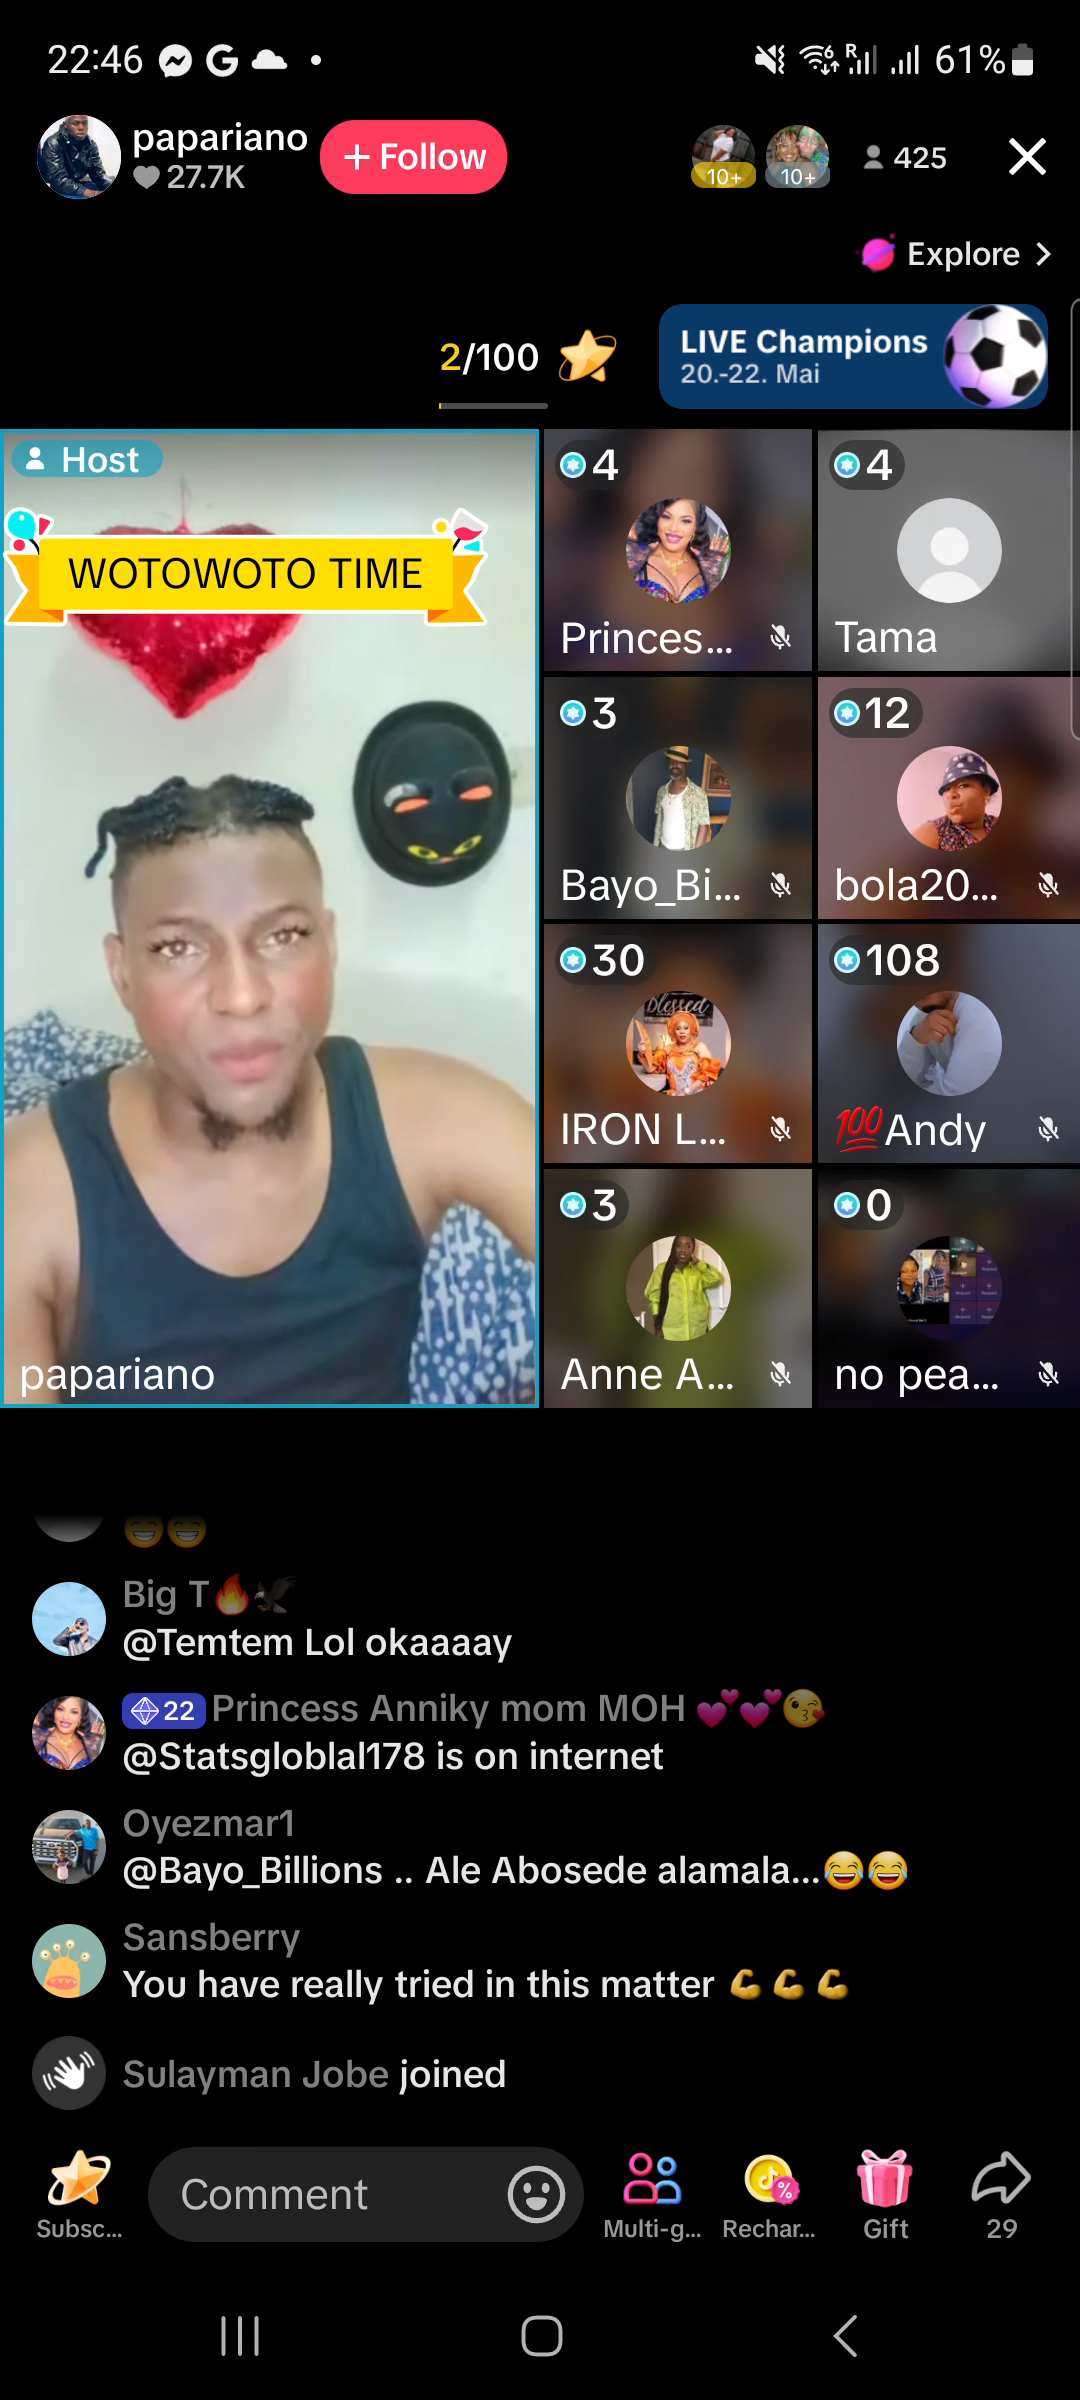 22:46
R
61%
papariano
27.7K
+ Follow
10+
10+
425
Explore
2/100
LIVE Champions
20.-22. Mai
Host
WOTOWOTO TIME
papariano
4
Princes...
4
Tama
3
Bayo_Bi...
12
bola20...
30
Blessed
IRON L...
108
💯Andy
3
Anne A...
0
no pea...
😁😁
Big T🔥🦅
@Temtem Lol okaaaay
22 Princess Anniky mom MOH 💕💕😘
@Statsgloblal178 is on internet
Oyezmar1
@Bayo_Billions .. Ale Abosede alamala...😂😂
Sansberry
You have really tried in this matter 💪💪💪
Sulayman Jobe joined
Comment
Subsc...
Multi-g...
Rechar...
Gift
29